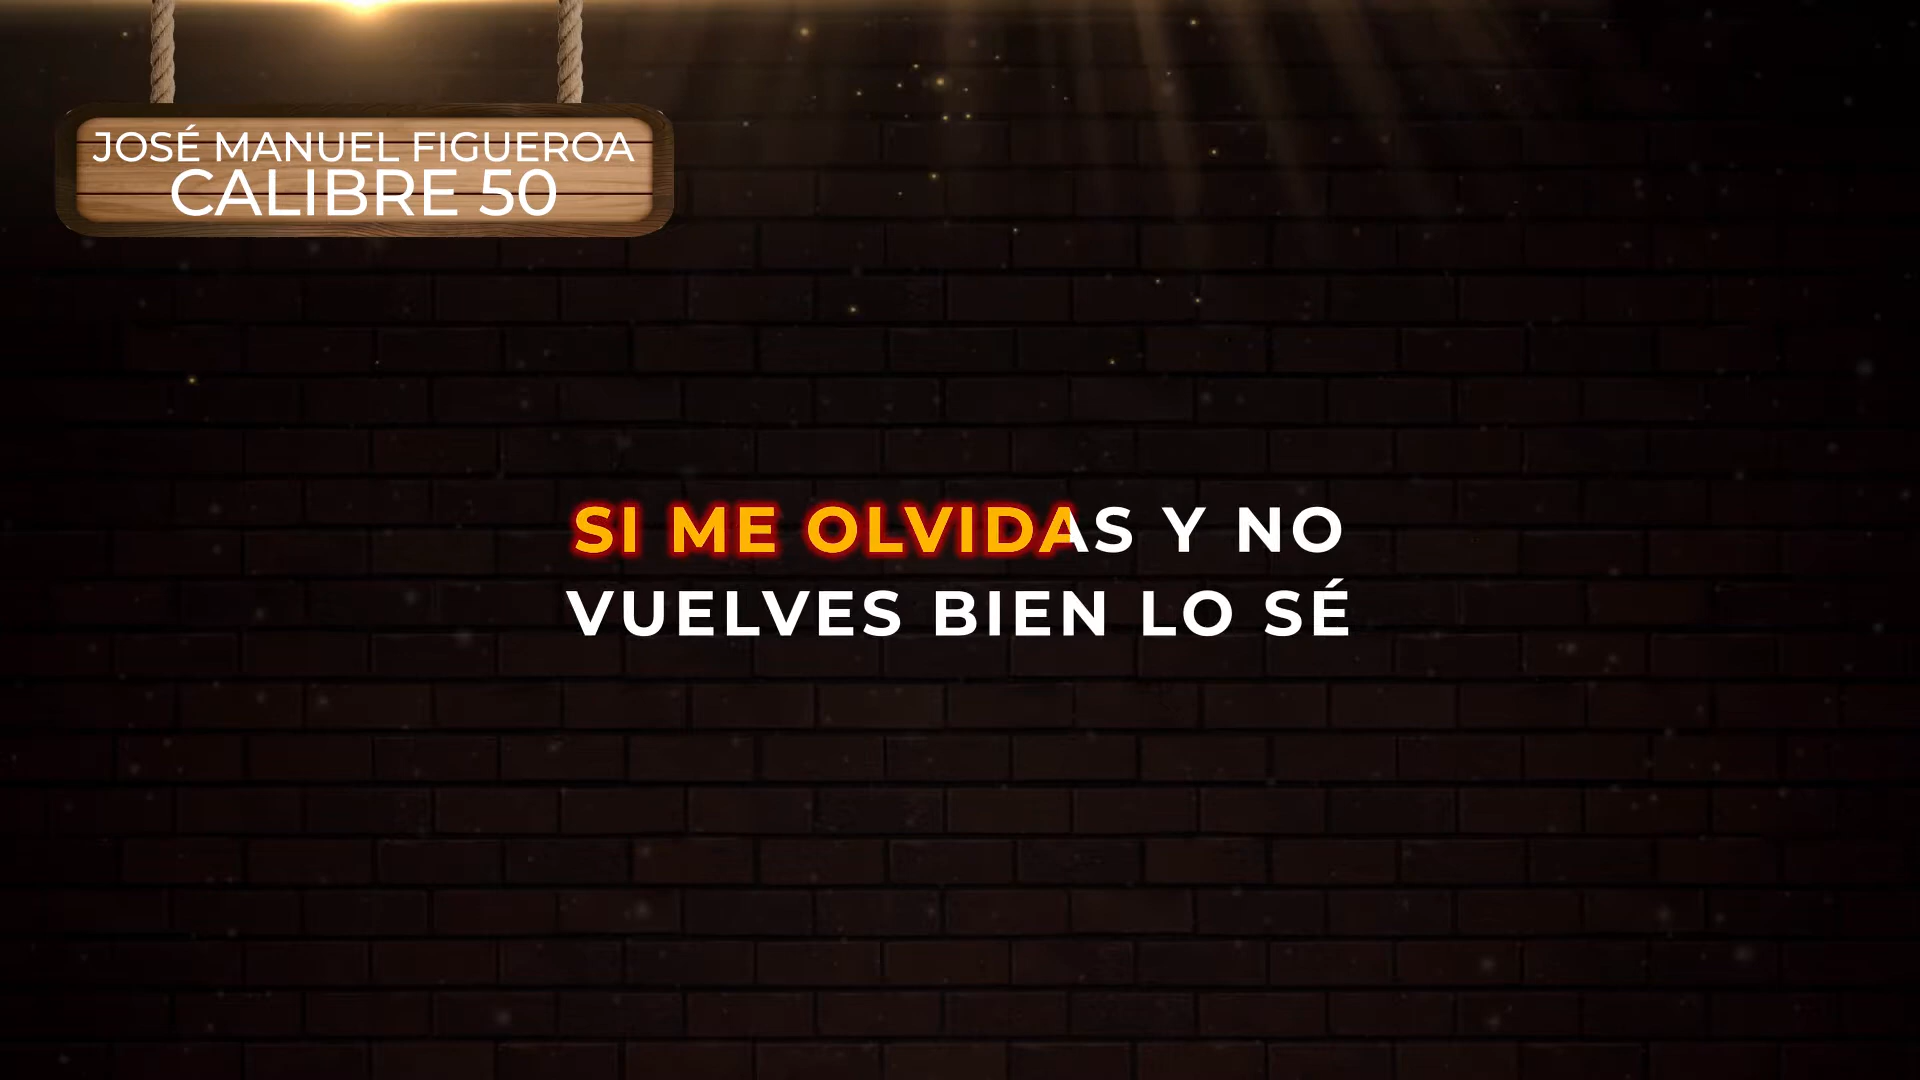 JOSÉ MANUEL FIGUEROA
CALIBRE 50
SI ME OLVIDAS Y NO
VUELVES BIEN LO SÉ